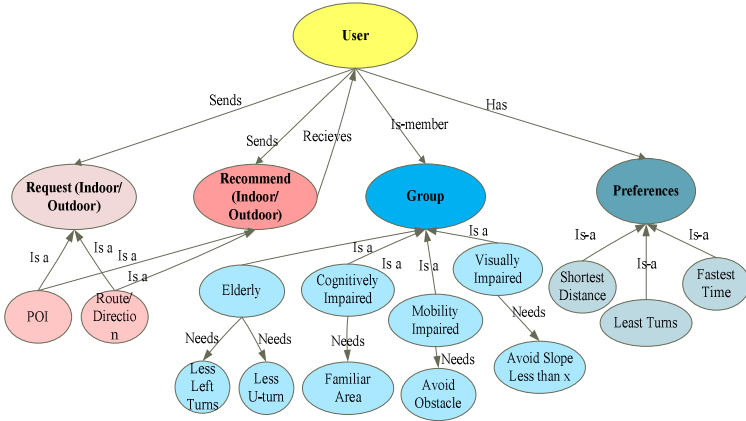 User
Sends
Sends
Recieves
Is-member
Has
Request (Indoor/
Outdoor)
Recommend
(Indoor/
Outdoor)
Group
Preferences
Is a
Is a
Is a
Is a
Is a
Is a
Is a
Is a
Is-a
Is-a
Is-a
POI
Route/
Direction
n
Elderly
Cognitively
Impaired
Mobility
Impaired
Visually
Impaired
Shortest
Distance
Least Turns
Fastest
Time
Needs
Needs
Needs
Needs
Needs
Less
Left
Turns
Less
U-turn
Familiar
Area
Avoid
Obstacle
Avoid Slope
Less than x